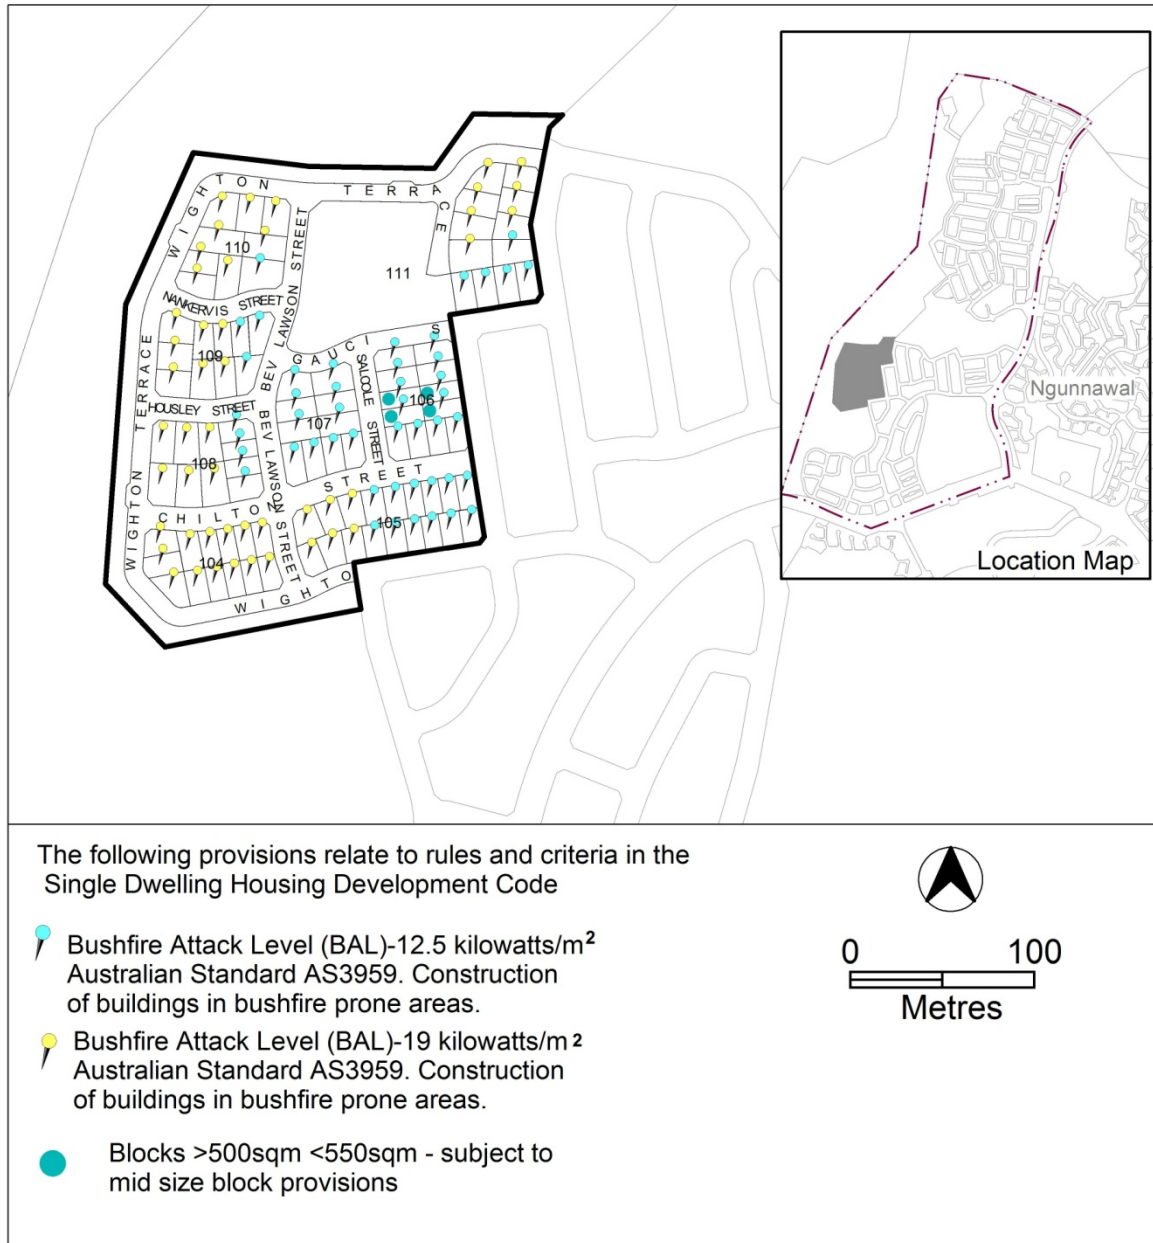 WIGHTON
TERRACE
110
BEV LAWSON STREET
111
NANKERVIS STREET
109
WIGHTON TERRACE
GAUCI S
SALOOLE STREET
106
107
HOUSLEY STREET
BEV LAWSON STREET
108
STREET
CHILTON
105
104
WIGHTO
Ngunnawal
Location Map
The following provisions relate to rules and criteria in the
Single Dwelling Housing Development Code
Bushfire Attack Level (BAL)-12.5 kilowatts/m²
Australian Standard AS3959. Construction
of buildings in bushfire prone areas.
Bushfire Attack Level (BAL)-19 kilowatts/m²
Australian Standard AS3959. Construction
of buildings in bushfire prone areas.
Blocks >500sqm <550sqm - subject to
mid size block provisions
0 100
Metres